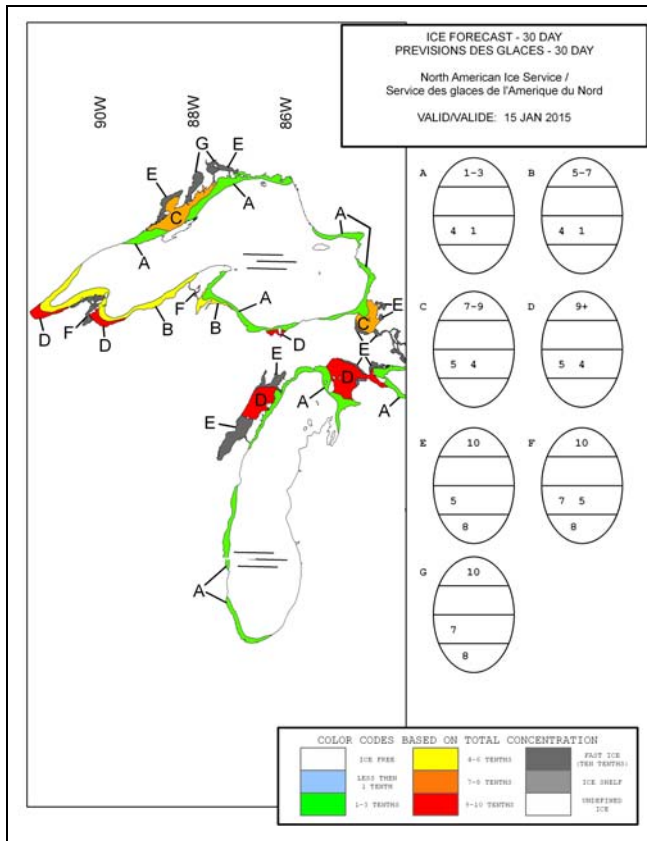 ICE FORECAST - 30 DAY
PREVISIONS DES GLACES - 30 DAY
North American Ice Service /
Service des glaces de l'Amerique du Nord
VALID/VALIDE: 15 JAN 2015
90W
88W
86W
G
E
E
C
A
A
A
D
F
D
B
F
B
A
D
E
C
E
D
E
D
E
A
A
A
A 1-3
4 1
B 5-7
4 1
C 7-9
5 4
D 9+
5 4
E 10
5
8
F 10
7 5
8
G 10
7
8
COLOR CODES BASED ON TOTAL CONCENTRATION
ICE FREE
LESS THEN
1 TENTH
1-3 TENTHS
4-6 TENTHS
7-8 TENTHS
9-10 TENTHS
FAST ICE
(TEN TENTHS)
ICE SHELF
UNDEFINED
ICE